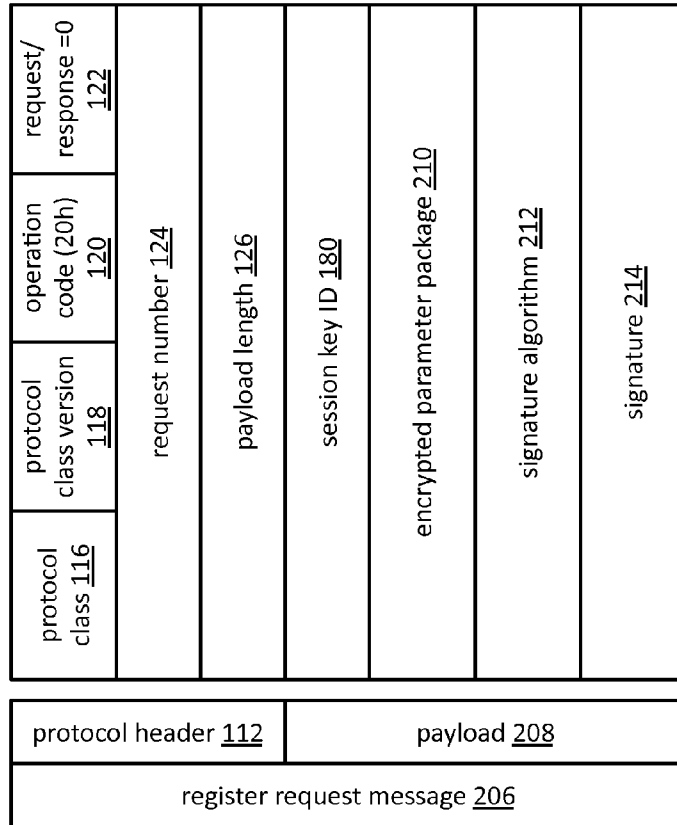 protocol
class 116
protocol
class version
118
operation
code (20h)
120
request/
response =0
122
request number 124
payload length 126
session key ID 180
encrypted parameter package 210
signature algorithm 212
signature 214
protocol header 112
payload 208
register request message 206